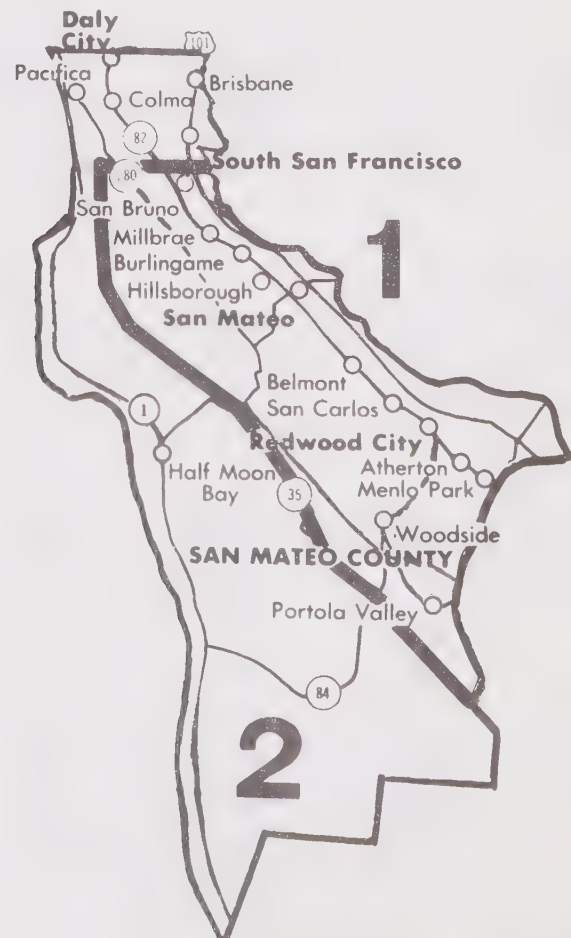 Daly
City
101
Pacifica
Brisbane
Colma
82
South San Francisco
280
San Bruno
Millbrae
1
Burlingame
Hillsborough
San Mateo
Belmont
San Carlos
1
Redwood City
Half Moon
Bay
Atherton
Menlo Park
35
Woodside
SAN MATEO COUNTY
Portola Valley
84
2